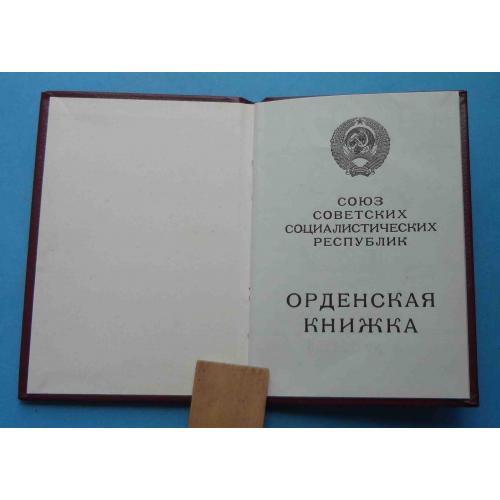 СОЮЗ
СОВЕТСКИХ
СОЦИАЛИСТИЧЕСКИХ
РЕСПУБЛИК
ОРДЕНСКАЯ
КНИЖКА